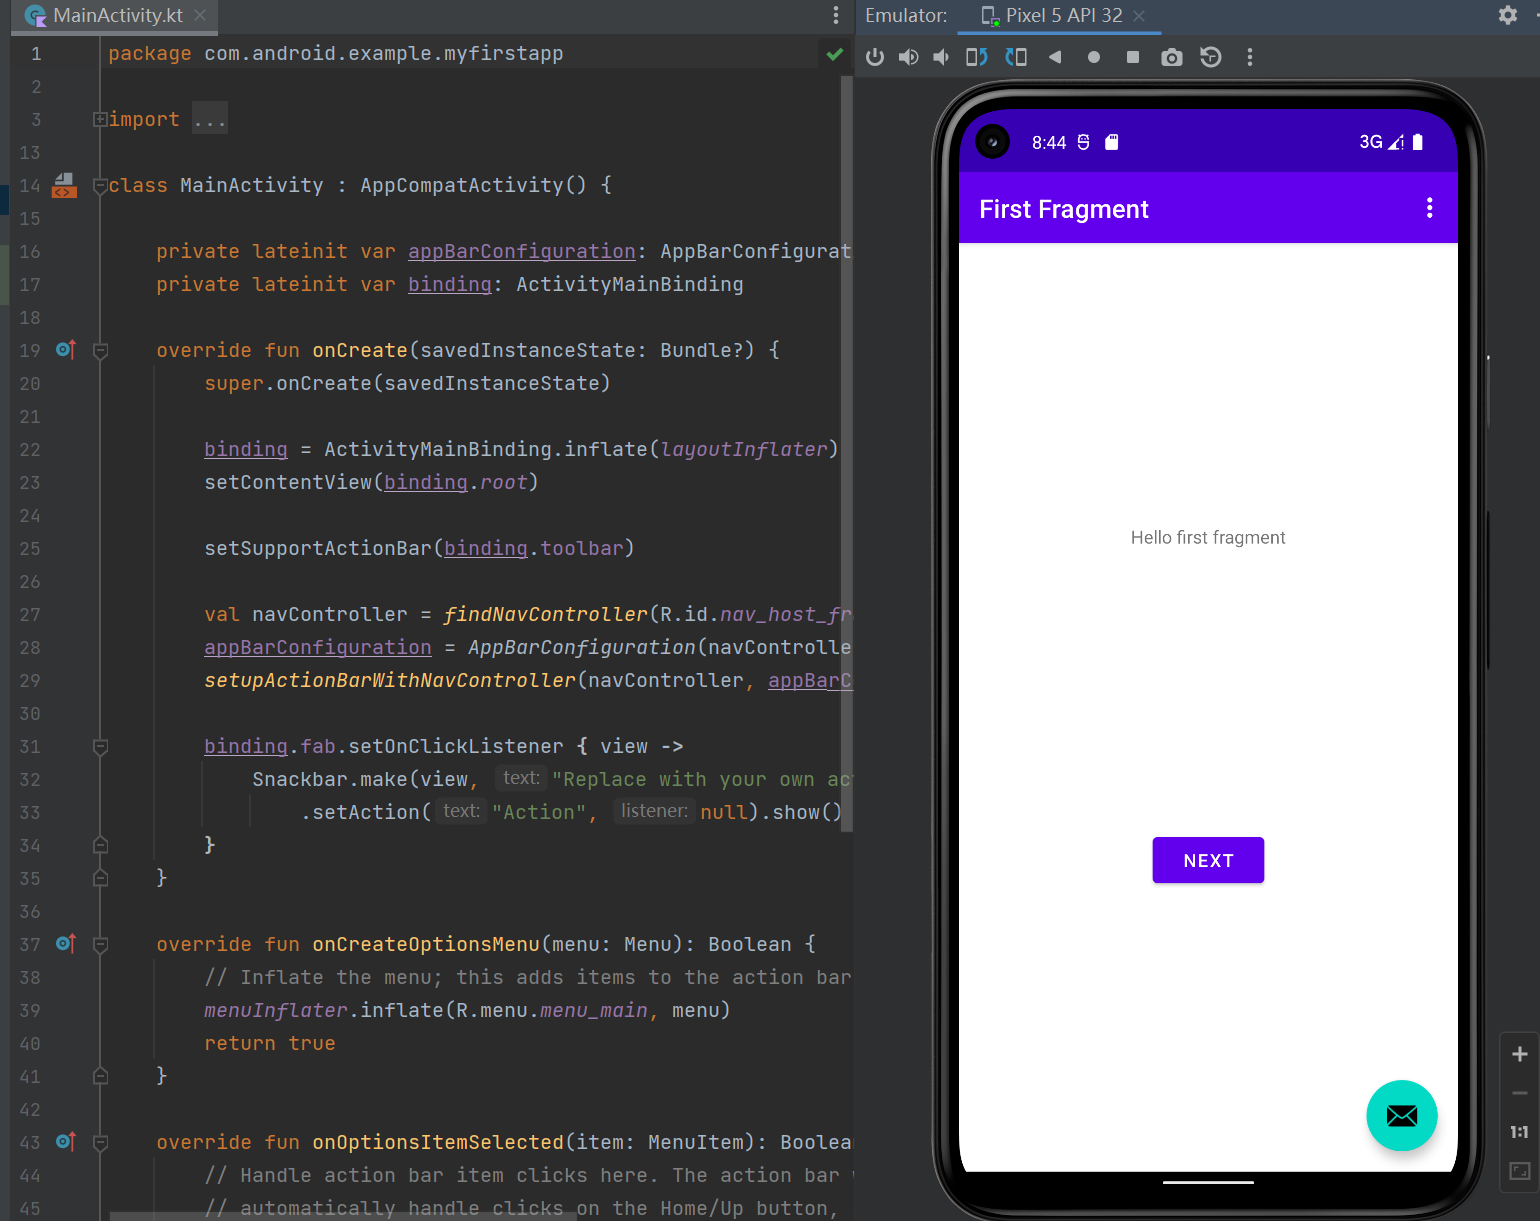 MainActivity.kt
1 package com.android.example.myfirstapp
2
3 import ...
13
14 class MainActivity : AppCompatActivity() {
15
16 private lateinit var appBarConfiguration: AppBarConfigurat
17 private lateinit var binding: ActivityMainBinding
18
19 override fun onCreate(savedInstanceState: Bundle?) {
20 super.onCreate(savedInstanceState)
21
22 binding = ActivityMainBinding.inflate(layoutInflater)
23 setContentView(binding.root)
24
25 setSupportActionBar(binding.toolbar)
26
27 val navController = findNavController(R.id.nav_host_fr
28 appBarConfiguration = AppBarConfiguration(navControlle
29 setupActionBarWithNavController(navController, appBarC
30
31 binding.fab.setOnClickListener { view ->
32 Snackbar.make(view, text: "Replace with your own ac
33 .setAction( text: "Action", listener: null).show()
34 }
35 }
36
37 override fun onCreateOptionsMenu(menu: Menu): Boolean {
38 // Inflate the menu; this adds items to the action bar
39 menuInflater.inflate(R.menu.menu_main, menu)
40 return true
41 }
42
43 override fun onOptionsItemSelected(item: MenuItem): Boolea
44 // Handle action bar item clicks here. The action bar
45 // automatically handle clicks on the Home/Up button,
Emulator: Pixel 5 API 32
8:44 3G
First Fragment
Hello first fragment
NEXT
1:1